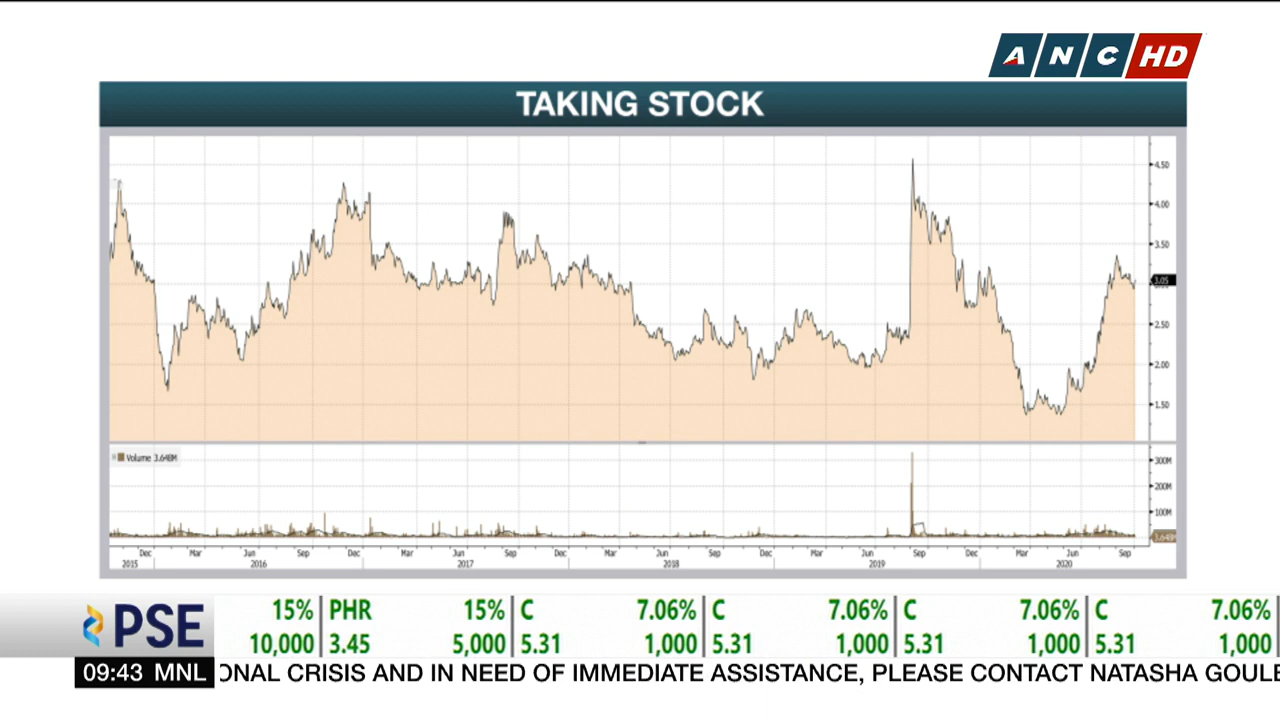 ANC HD
TAKING STOCK
4.50
4.00
3.50
3.05
2.50
2.00
1.50
Volume 3.648M
300M
200M
100M
3.648M
Dec Mar Jun Sep Dec Mar Jun Sep Dec Mar Jun Sep Dec Mar Jun Sep Dec Mar Jun Sep
2015 2016 2017 2018 2019 2020
PSE
15% PHR 15% C 7.06% C 7.06% C 7.06% C 7.06%
10,000 3.45 5,000 5.31 1,000 5.31 1,000 5.31 1,000 5.31 1,000
09:43 MNL
ONAL CRISIS AND IN NEED OF IMMEDIATE ASSISTANCE, PLEASE CONTACT NATASHA GOULE